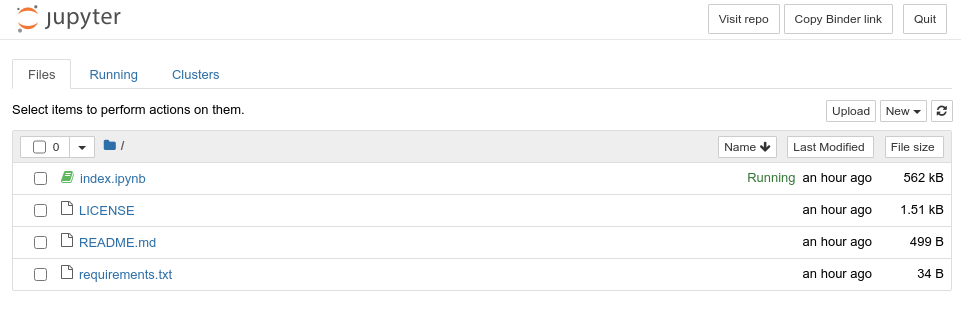 jupyter Visit repo Copy Binder link Quit
Files Running Clusters
Select items to perform actions on them. Upload New
0 / Name Last Modified File size
index.ipynb Running an hour ago 562 kB
LICENSE an hour ago 1.51 kB
README.md an hour ago 499 B
requirements.txt an hour ago 34 B